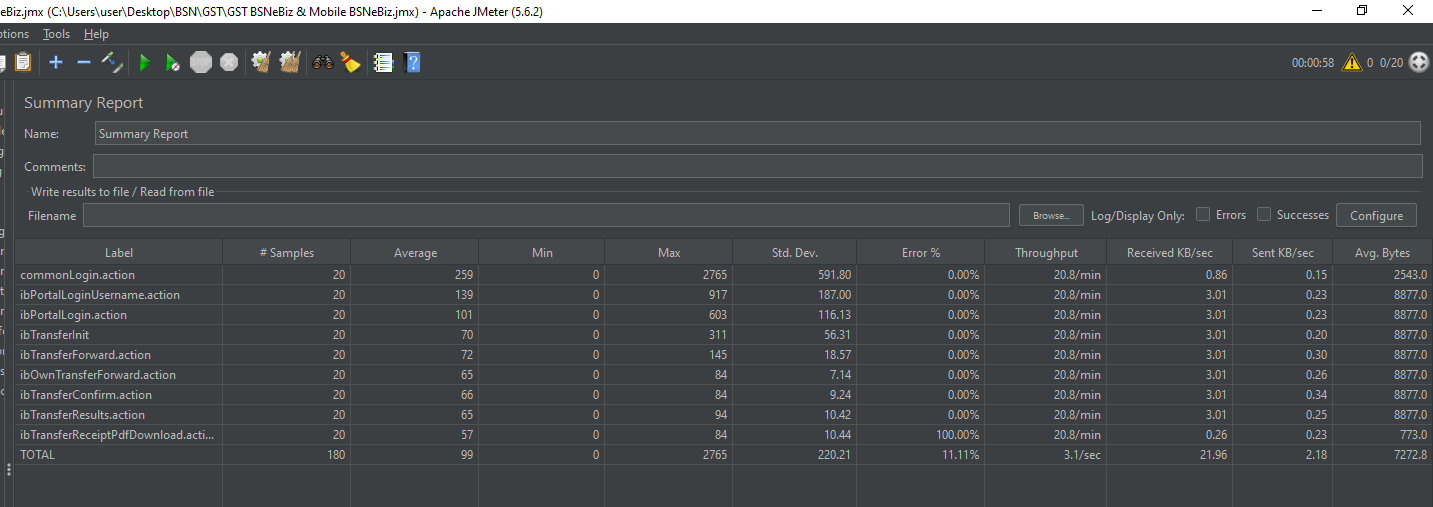 eBiz.jmx (C:\Users\user\Desktop\BSN\GST\GST BSNeBiz & Mobile BSNeBiz.jmx) - Apache JMeter (5.6.2)
ptions Tools Help
00:00:58 0 0/20
Summary Report
Name: Summary Report
Comments:
Write results to file / Read from file
Filename Browse... Log/Display Only: Errors Successes Configure
Label # Samples Average Min Max Std. Dev. Error % Throughput Received KB/sec Sent KB/sec Avg. Bytes
commonLogin.action 20 259 0 2765 591.80 0.00% 20.8/min 0.86 0.15 2543.0
ibPortalLoginUsername.action 20 139 0 917 187.00 0.00% 20.8/min 3.01 0.23 8877.0
ibPortalLogin.action 20 101 0 603 116.13 0.00% 20.8/min 3.01 0.23 8877.0
ibTransferInit 20 70 0 311 56.31 0.00% 20.8/min 3.01 0.20 8877.0
ibTransferForward.action 20 72 0 145 18.57 0.00% 20.8/min 3.01 0.30 8877.0
ibOwnTransferForward.action 20 65 0 84 7.14 0.00% 20.8/min 3.01 0.26 8877.0
ibTransferConfirm.action 20 66 0 84 9.24 0.00% 20.8/min 3.01 0.34 8877.0
ibTransferResults.action 20 65 0 94 10.42 0.00% 20.8/min 3.01 0.25 8877.0
ibTransferReceiptPdfDownload.acti... 20 57 0 84 10.44 100.00% 20.8/min 0.26 0.23 773.0
TOTAL 180 99 0 2765 220.21 11.11% 3.1/sec 21.96 2.18 7272.8